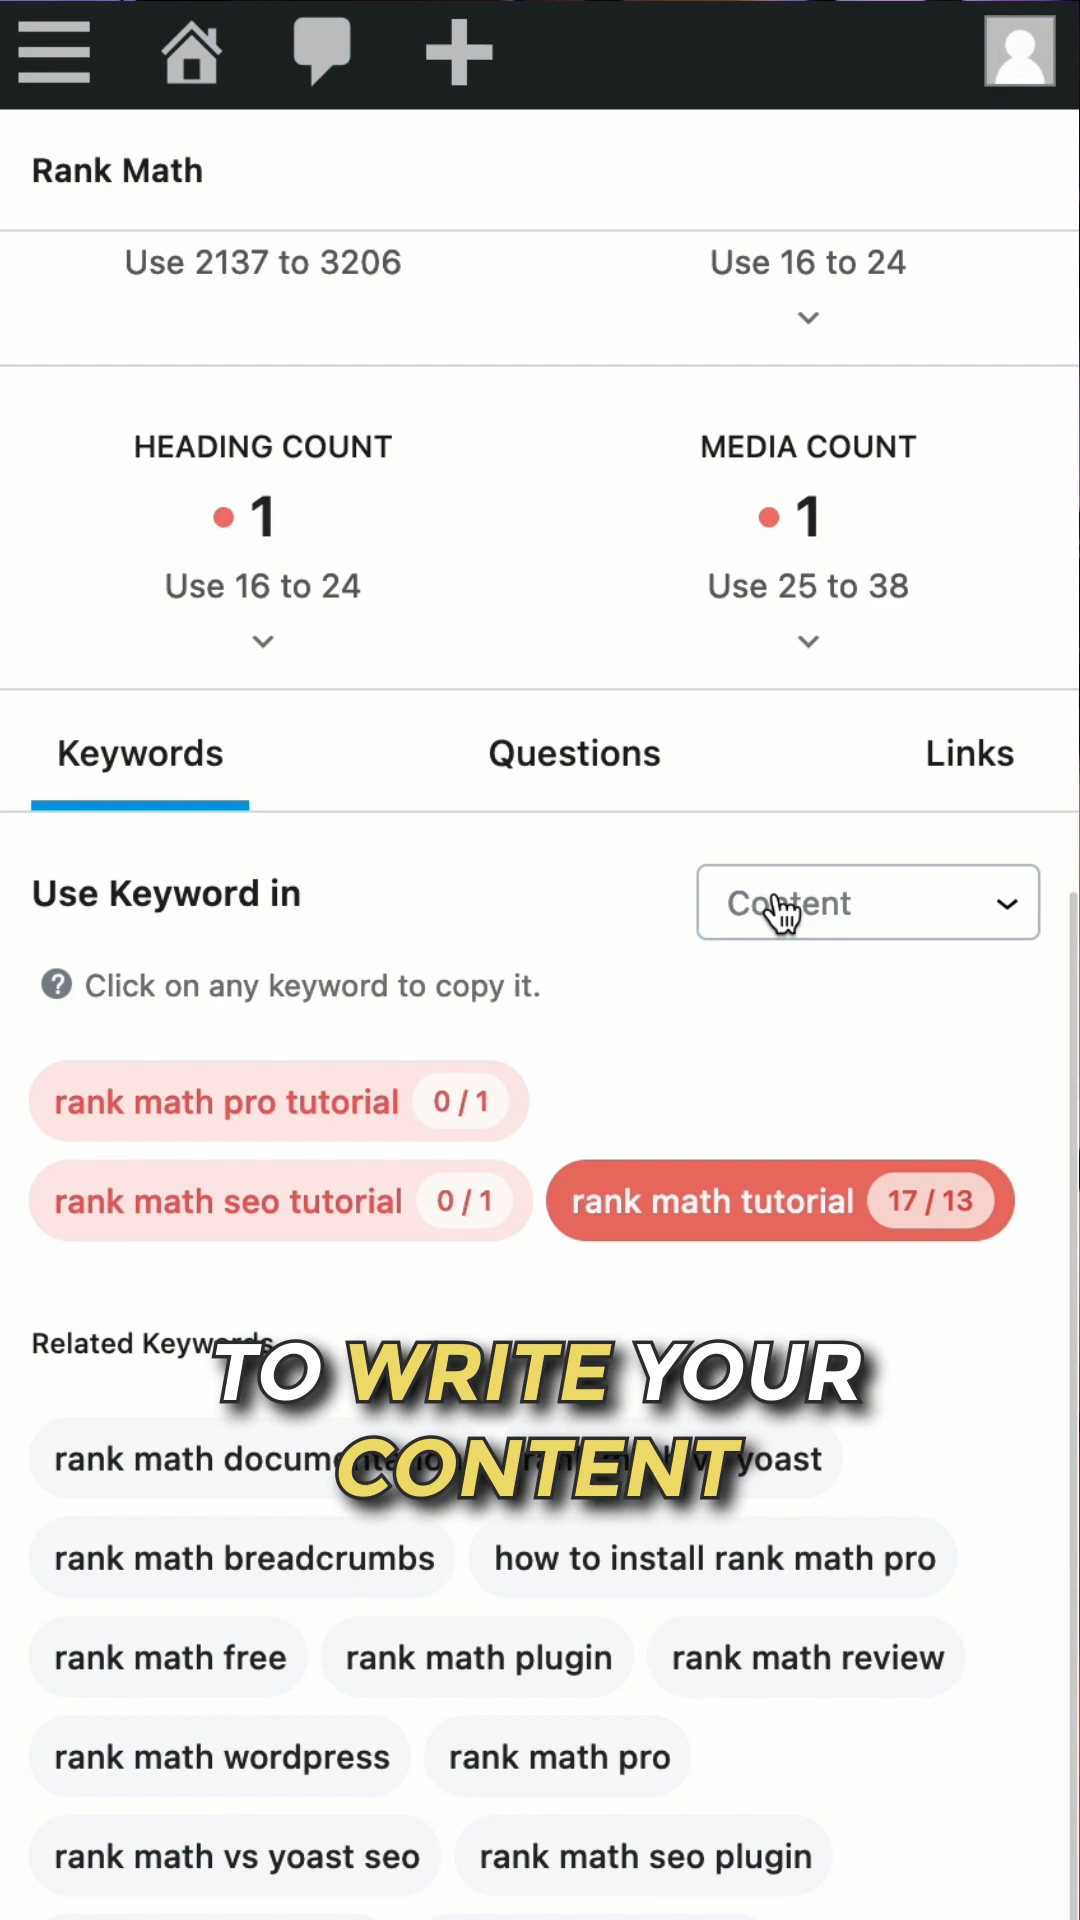 Rank Math
Use 2137 to 3206
Use 16 to 24
HEADING COUNT
MEDIA COUNT
1
1
Use 16 to 24
Use 25 to 38
Keywords Questions Links
Use Keyword in
Content
? Click on any keyword to copy it.
rank math pro tutorial 0 / 1
rank math seo tutorial 0 / 1 rank math tutorial 17 / 13
Related Keywords
TO WRITE YOUR
CONTENT
rank math yoast
rank math breadcrumbs how to install rank math pro
rank math free rank math plugin rank math review
rank math wordpress rank math pro
rank math vs yoast seo rank math seo plugin